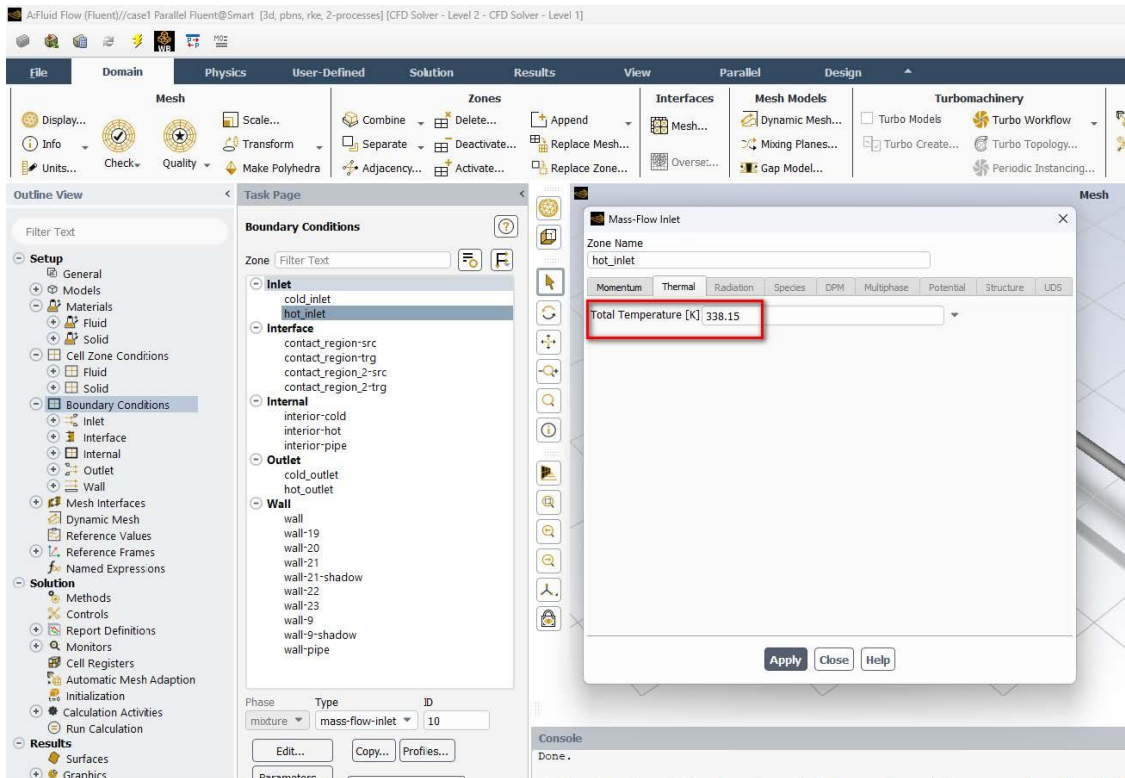 A:Fluid Flow (Fluent)//case1 Parallel Fluent@Smart [3d, pbns, rke, 2-processes] [CFD Solver - Level 2 - CFD Solver - Level 1]
WB
File Domain Physics User-Defined Solution Results View Parallel Design
Mesh Zones Interfaces Mesh Models Turbomachinery
Display... Scale... Combine Delete... Append Mesh... Dynamic Mesh... Turbo Models Turbo Workflow
Info Transform Separate Deactivate... Replace Mesh... Mixing Planes... Turbo Create... Turbo Topology...
Units... Check Quality Make Polyhedra Adjacency... Activate... Replace Zone... Overset... Gap Model... Periodic Instancing...
Outline View
Filter Text
Setup
General
Models
Materials
Fluid
Solid
Cell Zone Conditions
Fluid
Solid
Boundary Conditions
Inlet
Interface
Internal
Outlet
Wall
Mesh Interfaces
Dynamic Mesh
Reference Values
Reference Frames
Named Expressions
Solution
Methods
Controls
Report Definitions
Monitors
Cell Registers
Automatic Mesh Adaption
Initialization
Calculation Activities
Run Calculation
Results
Surfaces
Graphics
Task Page
Boundary Conditions
Zone Filter Text
Inlet
cold_inlet
hot_inlet
Interface
contact_region-src
contact_region-trg
contact_region_2-src
contact_region_2-trg
Internal
interior-cold
interior-hot
interior-pipe
Outlet
cold_outlet
hot_outlet
Wall
wall
wall-19
wall-20
wall-21
wall-21-shadow
wall-22
wall-23
wall-9
wall-9-shadow
wall-pipe
Phase Type ID
mixture mass-flow-inlet 10
Edit... Copy... Profiles...
Parameters...
Mesh
Mass-Flow Inlet
Zone Name
hot_inlet
Momentum Thermal Radiation Species DPM Multiphase Potential Structure UDS
Total Temperature [K] 338.15
Apply Close Help
Console
Done.